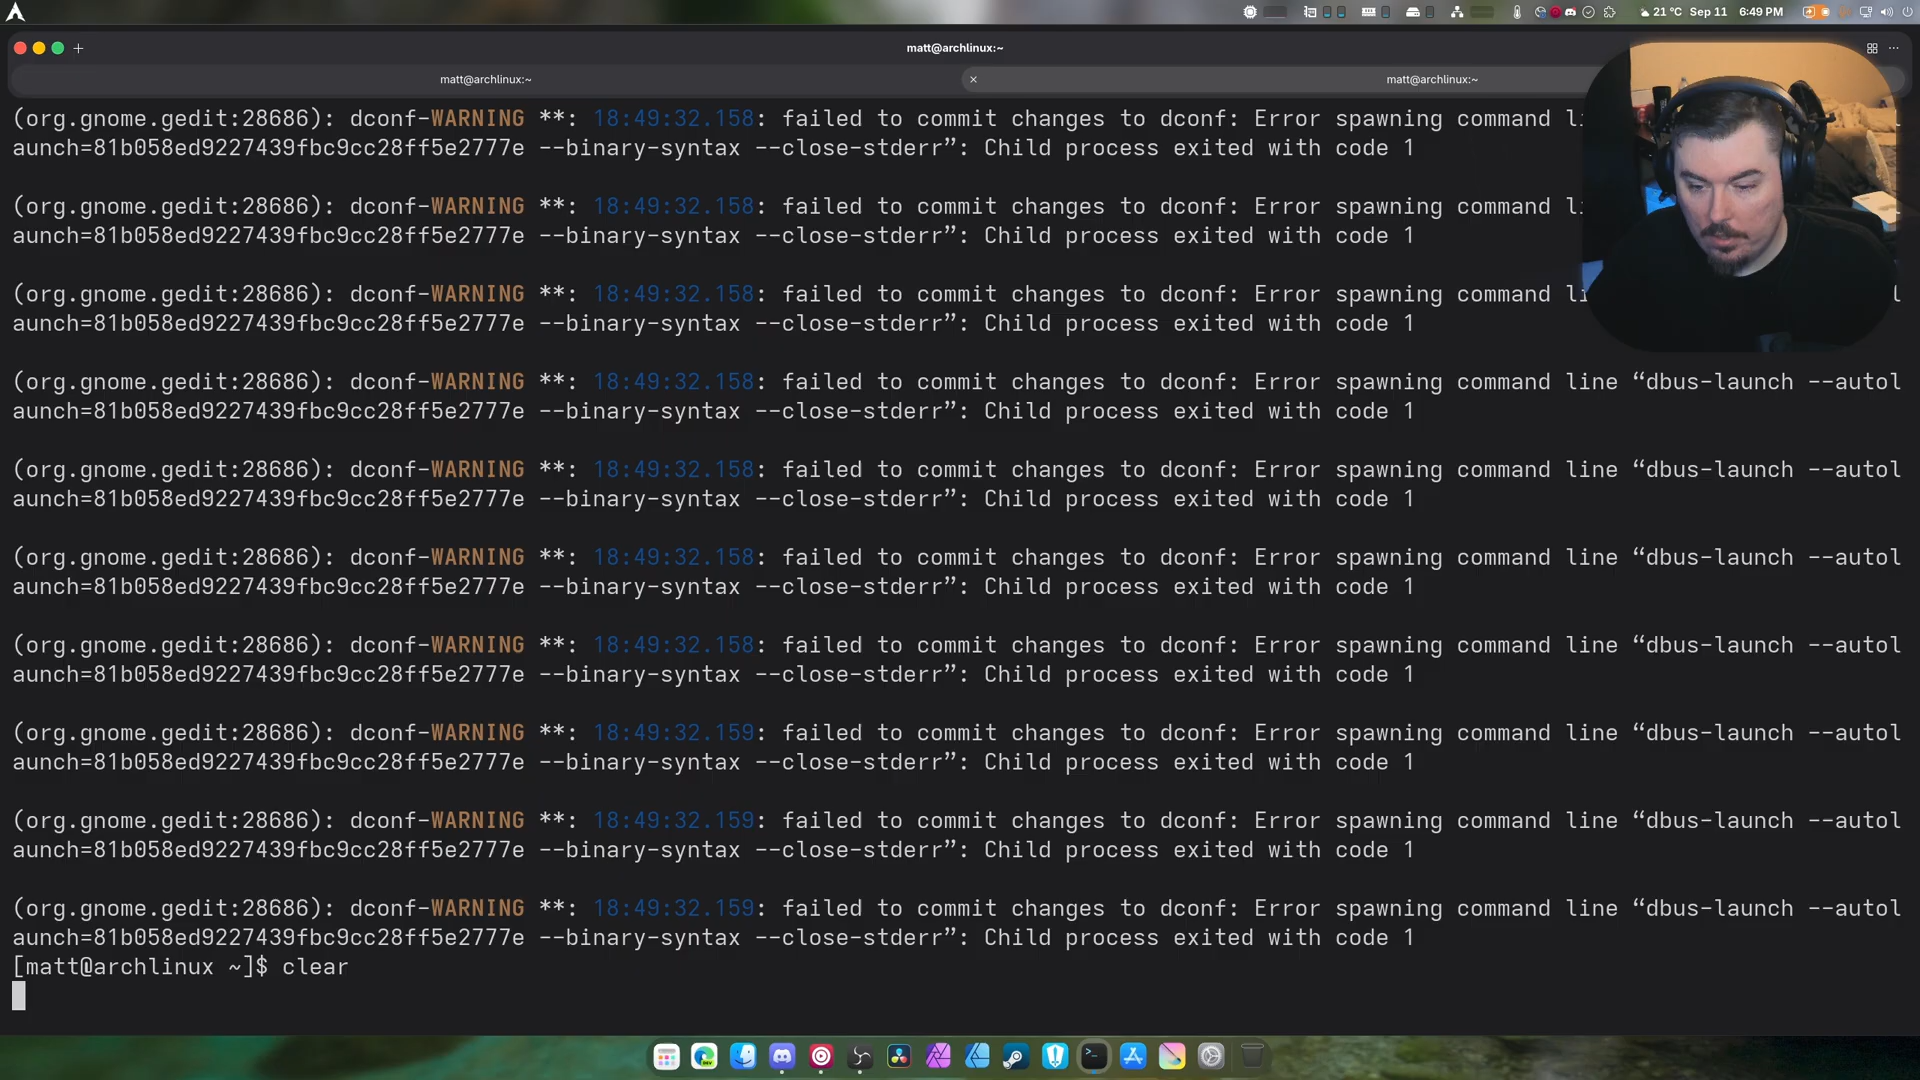 21 °C Sep 11 6:49 PM
matt@archlinux:~
matt@archlinux:~
matt@archlinux:~
(org.gnome.gedit:28686): dconf-WARNING **: 18:49:32.158: failed to commit changes to dconf: Error spawning command li
aunch=81b058ed9227439fbc9cc28ff5e2777e --binary-syntax --close-stderr”: Child process exited with code 1
(org.gnome.gedit:28686): dconf-WARNING **: 18:49:32.158: failed to commit changes to dconf: Error spawning command li
aunch=81b058ed9227439fbc9cc28ff5e2777e --binary-syntax --close-stderr”: Child process exited with code 1
(org.gnome.gedit:28686): dconf-WARNING **: 18:49:32.158: failed to commit changes to dconf: Error spawning command li l
aunch=81b058ed9227439fbc9cc28ff5e2777e --binary-syntax --close-stderr”: Child process exited with code 1
(org.gnome.gedit:28686): dconf-WARNING **: 18:49:32.158: failed to commit changes to dconf: Error spawning command line “dbus-launch --autol
aunch=81b058ed9227439fbc9cc28ff5e2777e --binary-syntax --close-stderr”: Child process exited with code 1
(org.gnome.gedit:28686): dconf-WARNING **: 18:49:32.158: failed to commit changes to dconf: Error spawning command line “dbus-launch --autol
aunch=81b058ed9227439fbc9cc28ff5e2777e --binary-syntax --close-stderr”: Child process exited with code 1
(org.gnome.gedit:28686): dconf-WARNING **: 18:49:32.158: failed to commit changes to dconf: Error spawning command line “dbus-launch --autol
aunch=81b058ed9227439fbc9cc28ff5e2777e --binary-syntax --close-stderr”: Child process exited with code 1
(org.gnome.gedit:28686): dconf-WARNING **: 18:49:32.158: failed to commit changes to dconf: Error spawning command line “dbus-launch --autol
aunch=81b058ed9227439fbc9cc28ff5e2777e --binary-syntax --close-stderr”: Child process exited with code 1
(org.gnome.gedit:28686): dconf-WARNING **: 18:49:32.159: failed to commit changes to dconf: Error spawning command line “dbus-launch --autol
aunch=81b058ed9227439fbc9cc28ff5e2777e --binary-syntax --close-stderr”: Child process exited with code 1
(org.gnome.gedit:28686): dconf-WARNING **: 18:49:32.159: failed to commit changes to dconf: Error spawning command line “dbus-launch --autol
aunch=81b058ed9227439fbc9cc28ff5e2777e --binary-syntax --close-stderr”: Child process exited with code 1
(org.gnome.gedit:28686): dconf-WARNING **: 18:49:32.159: failed to commit changes to dconf: Error spawning command line “dbus-launch --autol
aunch=81b058ed9227439fbc9cc28ff5e2777e --binary-syntax --close-stderr”: Child process exited with code 1
[matt@archlinux ~]$ clear